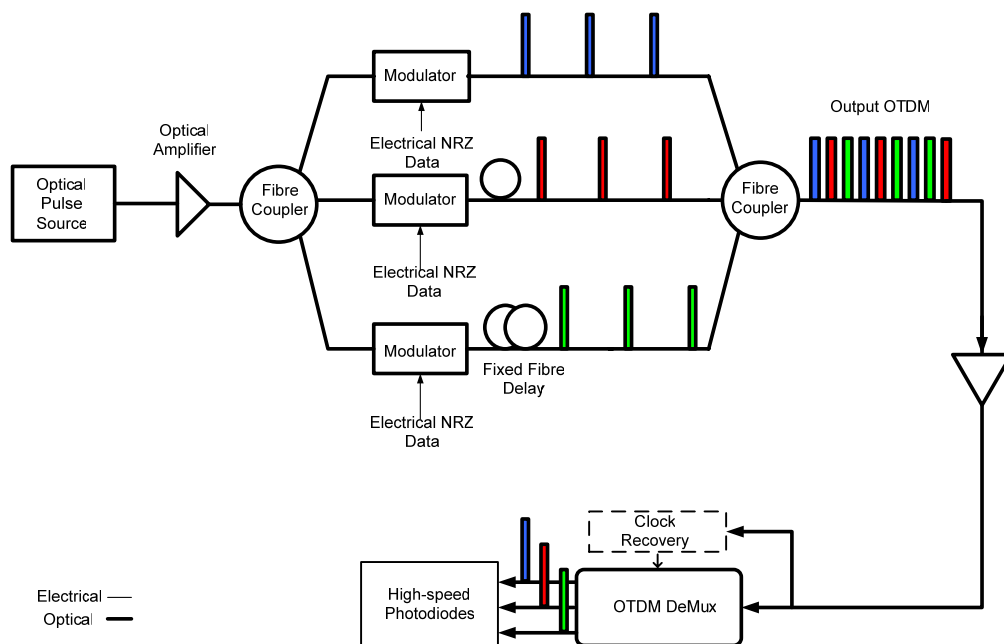 Optical
Pulse
Source
Optical
Amplifier
Fibre
Coupler
Modulator
Electrical NRZ
Data
Modulator
Electrical NRZ
Data
Modulator
Fixed Fibre
Delay
Electrical NRZ
Data
Fibre
Coupler
Output OTDM
Clock
Recovery
OTDM DeMux
High-speed
Photodiodes
Electrical
Optical